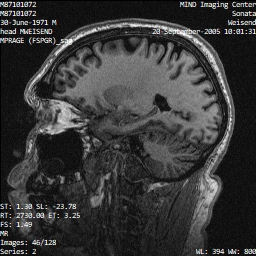 M87101072
M87101072
30-June-1971 M
head MWEISEND
MPRAGE (FSPGR)_sag
MIND Imaging Center
Sonata
Weisend
20-September-2005 10:01:31
ST: 1.30 SL: -23.78
RT: 2730.00 ET: 3.25
FS: 1.49
MR
Images: 46/128
Series: 2
WL: 394 WW: 800